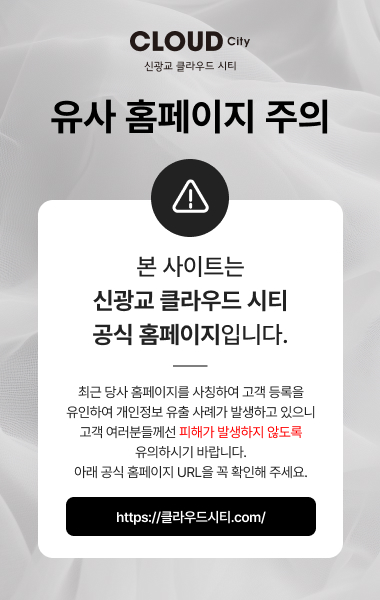 CLOUD City
신광교 클라우드 시티
유사 홈페이지 주의
본 사이트는
신광교 클라우드 시티
공식 홈페이지입니다.
최근 당사 홈페이지를 사칭하여 고객 등록을
유인하여 개인정보 유출 사례가 발생하고 있으니
고객 여러분들께선 피해가 발생하지 않도록
유의하시기 바랍니다.
아래 공식 홈페이지 URL을 꼭 확인해 주세요.
https://클라우드시티.com/